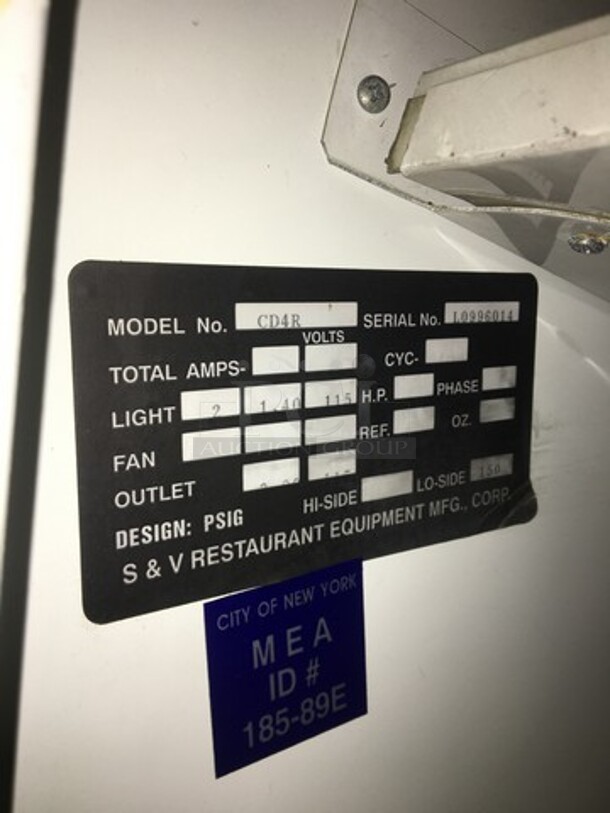 MODEL No. CD4R SERIAL No. L0996014
VOLTS
TOTAL AMPS- CYC-
LIGHT 2 1.40 115 H.P. PHASE
FAN REF. OZ.
OUTLET
DESIGN: PSIG HI-SIDE LO-SIDE 150
S & V RESTAURANT EQUIPMENT MFG., CORP.
AUCTION GROUP
CITY OF NEW YORK
MEA
ID #
185-89E